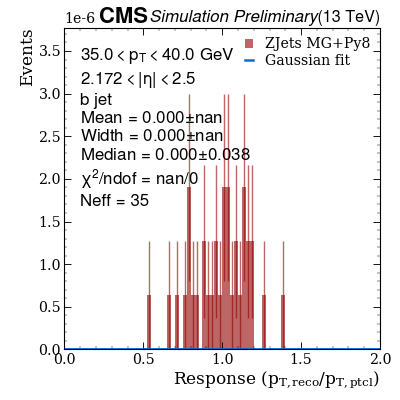 1e-6 CMS Simulation Preliminary (13 TeV)
Events
35.0 < p_T < 40.0 GeV
2.172 < |η| < 2.5
b jet
Mean = 0.000±nan
Width = 0.000±nan
Median = 0.000±0.038
χ²/ndof = nan/0
Neff = 35
ZJets MG+Py8
Gaussian fit
3.5
3.0
2.5
2.0
1.5
1.0
0.5
0.0
0.0 0.5 1.0 1.5 2.0
Response (p_T,reco/p_T,ptcl)